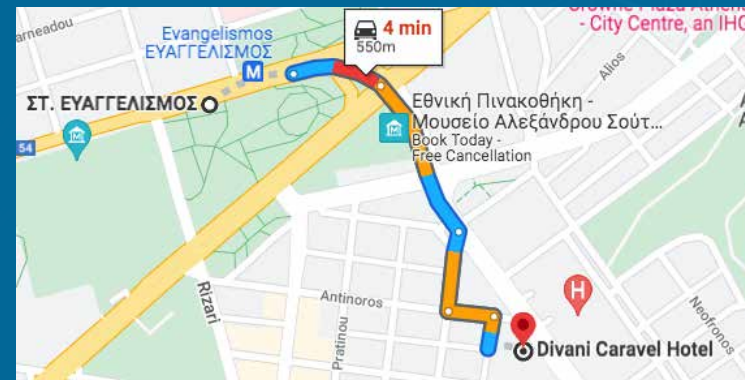 arneadou
Evangelismos
ΕΥΑΓΓΕΛΙΣΜΟΣ
M
4 min
550m
- City Centre, an IHG
Alios
ΣΤ. ΕΥΑΓΓΕΛΙΣΜΟΣ
54
Εθνική Πινακοθήκη -
Μουσείο Αλεξάνδρου Σούτ...
Book Today -
Free Cancellation
Rizari
Antinoros
Pratinou
H
Neofronos
Divani Caravel Hotel